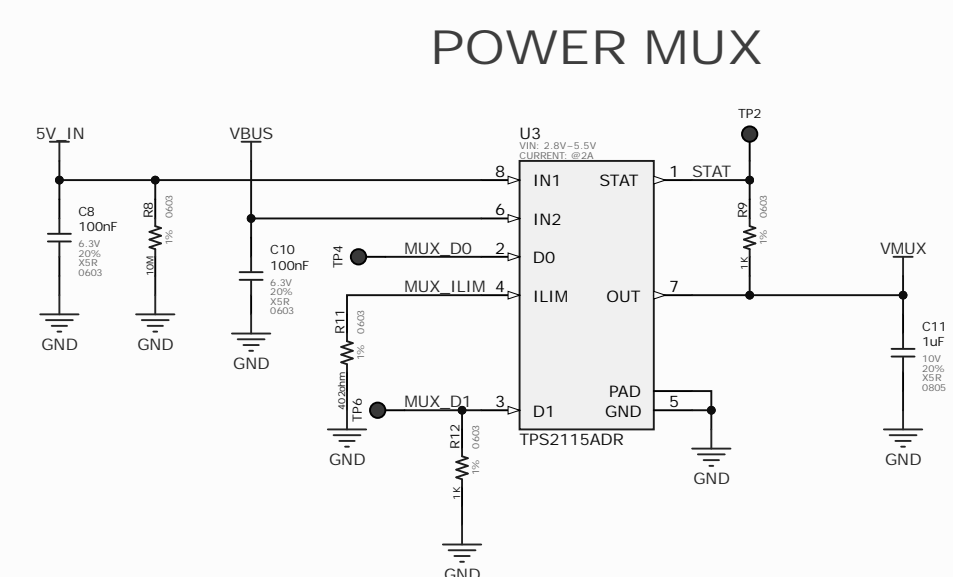 POWER MUX
5V_IN
VBUS
U3
VIN: 2.8V-5.5V
CURRENT: @2A
TP2
8
IN1
STAT
1
STAT
C8
100nF
6.3V
20%
X5R
0603
R8
0603
1%
10M
6
IN2
R9
0603
1%
1K
C10
100nF
6.3V
20%
X5R
0603
TP4
MUX_D0
2
D0
MUX_ILIM
4
ILIM
OUT
7
VMUX
R11
0603
1%
402ohm
C11
1uF
10V
20%
X5R
0805
GND
GND
GND
TP6
MUX_D1
3
D1
PAD
GND
5
TPS2115ADR
R12
0603
1%
1K
GND
GND
GND
GND